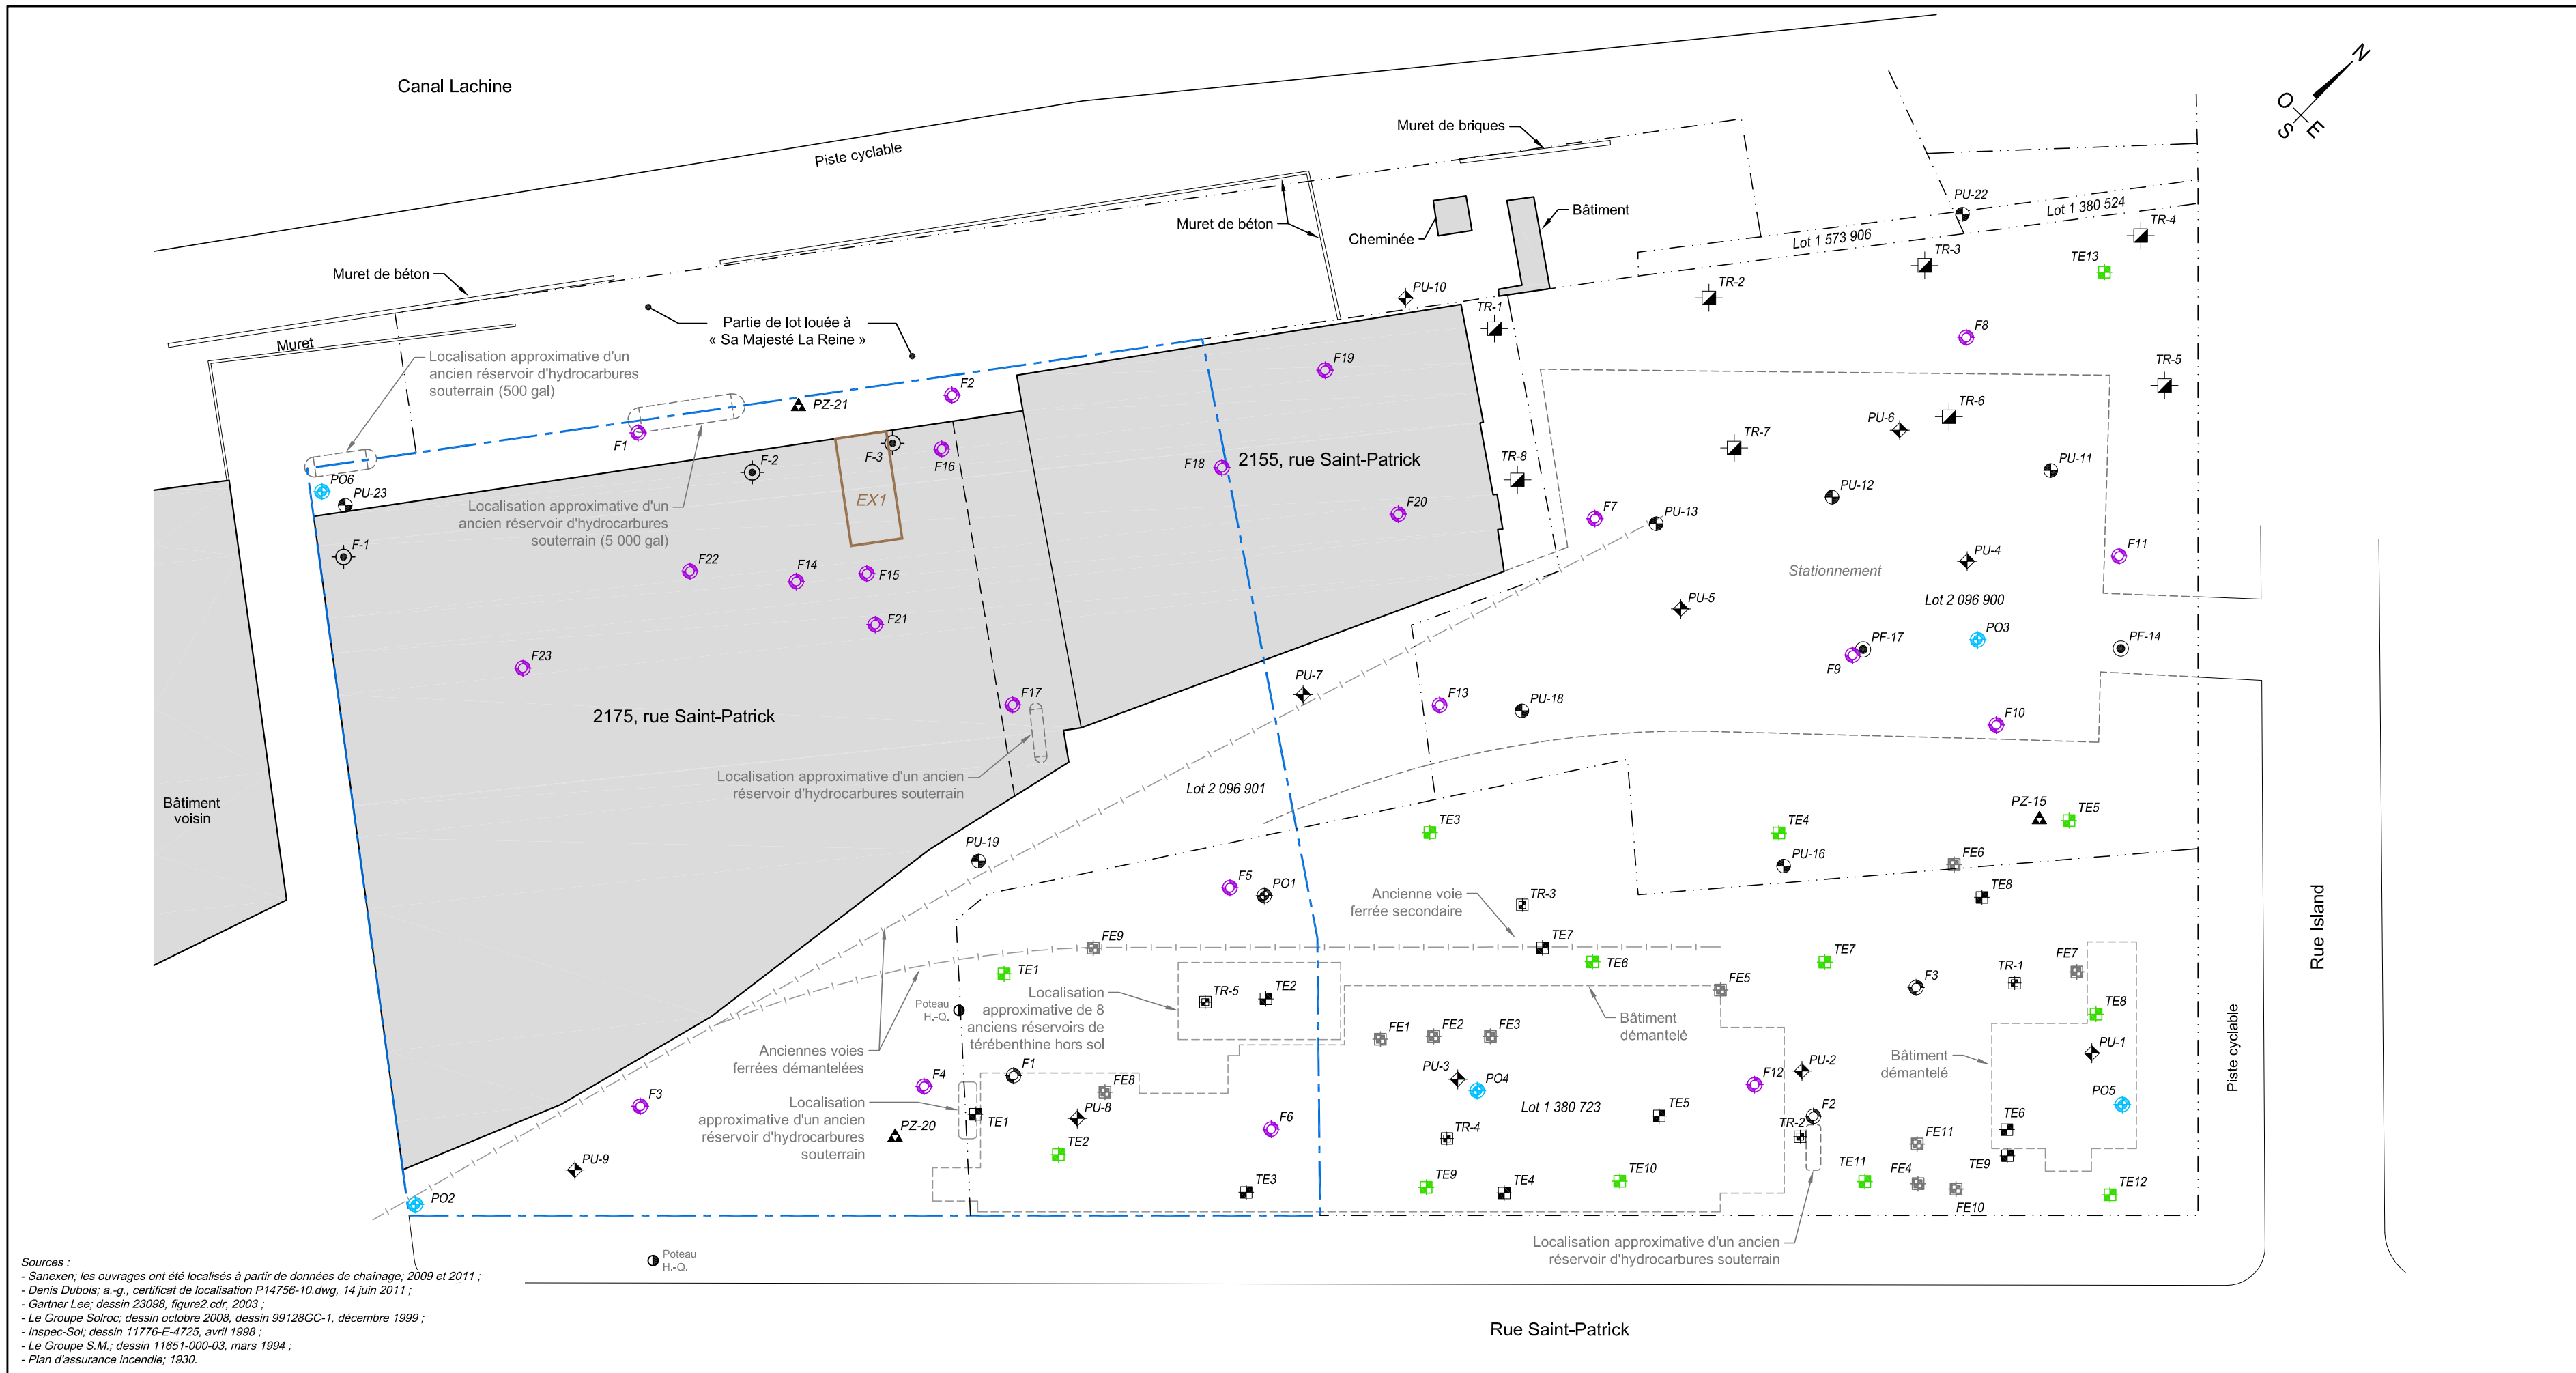 Canal Lachine
N
O
S
E
Muret de briques
Piste cyclable
PU-22
Lot 1 380 524
TR-4
Bâtiment
Muret de béton
Cheminée
Lot 1 573 906
TR-3
TE13
Muret de béton
PU-10
TR-2
TR-1
Partie de lot louée à
« Sa Majesté La Reine »
Muret
F8
Localisation approximative d'un
ancien réservoir d'hydrocarbures
souterrain (500 gal)
F19
TR-5
F2
PZ-21
TR-6
PU-6
F1
TR-7
F-3
F-2
F16
F18
2155, rue Saint-Patrick
TR-8
PU-11
PO6
PU-23
EX1
PU-12
Localisation approximative d'un
ancien réservoir d'hydrocarbures
souterrain (5 000 gal)
F20
F7
PU-13
F-1
F11
PU-4
F22
F14
F15
Stationnement
PU-5
Lot 2 096 900
F21
PO3
PF-17
PF-14
F23
F9
PU-7
F17
F13
PU-18
2175, rue Saint-Patrick
F10
Localisation approximative d'un ancien
réservoir d'hydrocarbures souterrain
Lot 2 096 901
Bâtiment
voisin
PZ-15
TE5
TE3
TE4
PU-19
PU-16
FE6
F5
PO1
Ancienne voie
ferrée secondaire
TE8
TR-3
Rue Island
FE9
TE7
TE1
TE6
TE7
FE7
FE5
F3
TR-1
Localisation
approximative de 8
anciens réservoirs de
térébenthine hors sol
TR-5
TE2
Poteau
H.-Q.
TE8
Bâtiment
démantelé
FE1
FE2
FE3
Anciennes voies
ferrées démantelées
PU-1
Bâtiment
démantelé
Piste cyclable
F1
PU-2
PU-3
F4
FE8
PO4
F12
F3
Localisation
approximative d'un
ancien réservoir
d'hydrocarbures
souterrain
PO5
Lot 1 380 723
TE5
F2
TE1
PU-8
PZ-20
F6
TR-4
TR-2
TE6
FE11
TE2
PU-9
TE9
TE3
TE9
TE4
TE10
TE11
FE4
FE10
TE12
PO2
Localisation approximative d'un ancien
réservoir d'hydrocarbures souterrain
Poteau
H.-Q.
Sources :
- Sanexen; les ouvrages ont été localisés à partir de données de chaînage; 2009 et 2011 ;
- Denis Dubois; a.-g., certificat de localisation P14756-10.dwg, 14 juin 2011 ;
- Gartner Lee; dessin 23098, figure2.cdr, 2003 ;
- Le Groupe Solroc; dessin octobre 2008, dessin 99128GC-1, décembre 1999 ;
- Inspec-Sol; dessin 11776-E-4725, avril 1998 ;
- Le Groupe S.M.; dessin 11651-000-03, mars 1994 ;
- Plan d'assurance incendie; 1930.
Rue Saint-Patrick